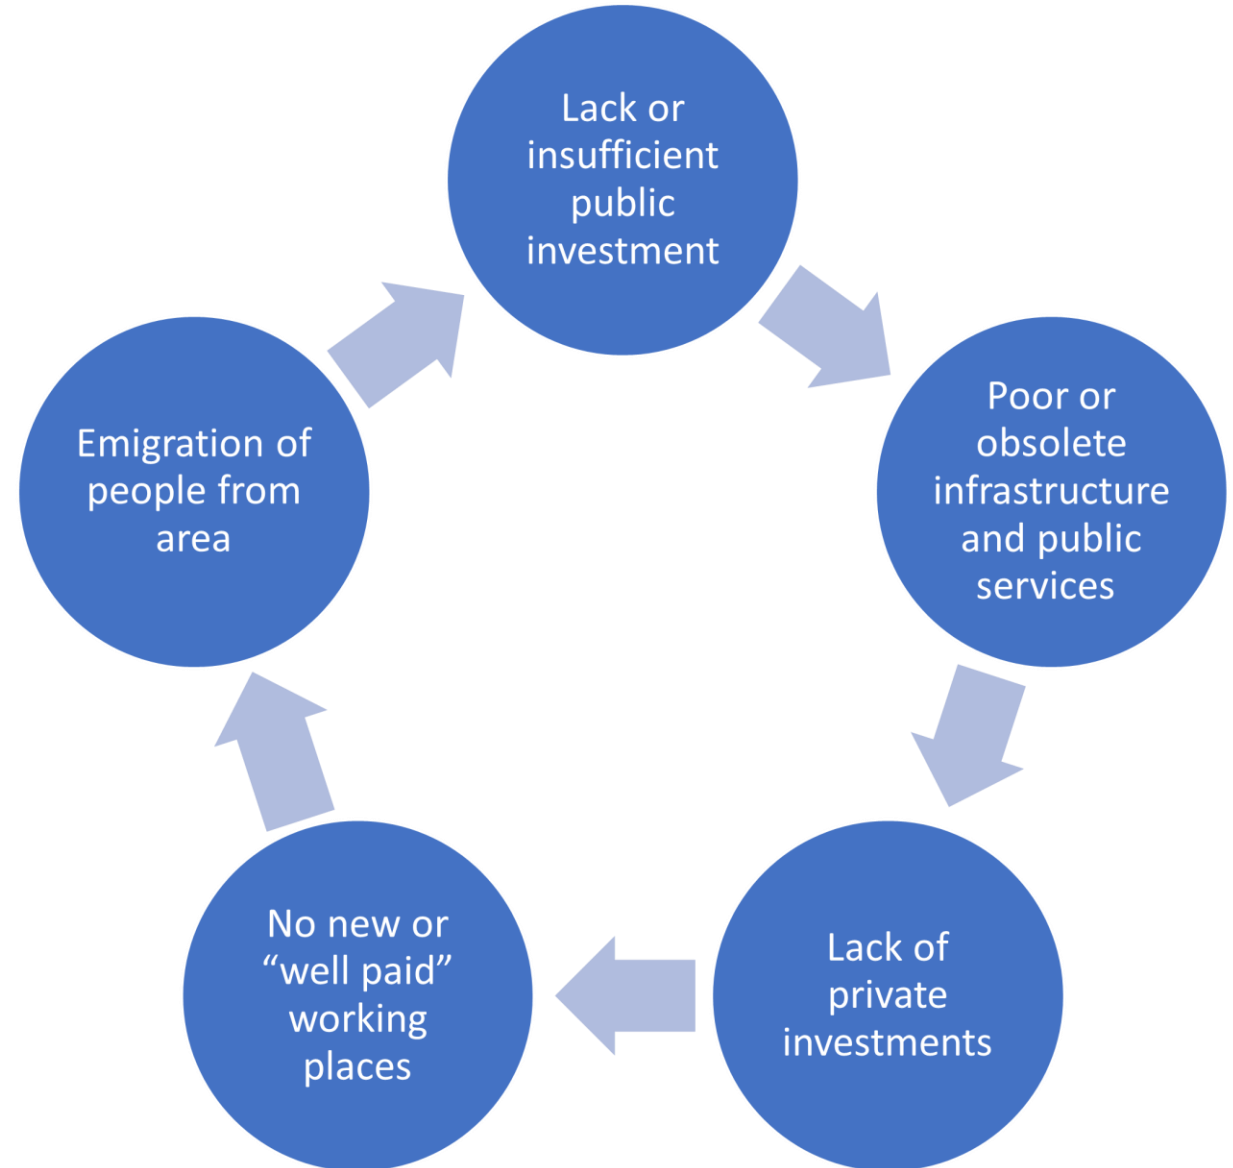 Lack or
insufficient
public
investment
Poor or
obsolete
infrastructure
and public
services
Lack of
private
investments
No new or
“well paid”
working
places
Emigration of
people from
area